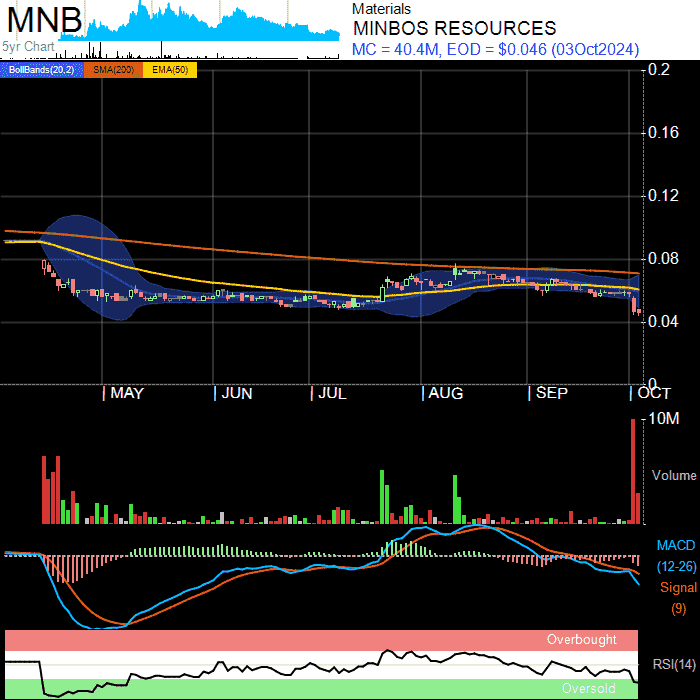 MNB
5yr Chart
Materials
MINBOS RESOURCES
MC = 40.4M, EOD = $0.046 (03Oct2024)
BollBands(20,2) SMA(200) EMA(50)
0.2
0.16
0.12
0.08
0.04
0
MAY JUN JUL AUG SEP OCT
10M
Volume
MACD
(12-26)
Signal
(9)
Overbought
RSI(14)
Oversold